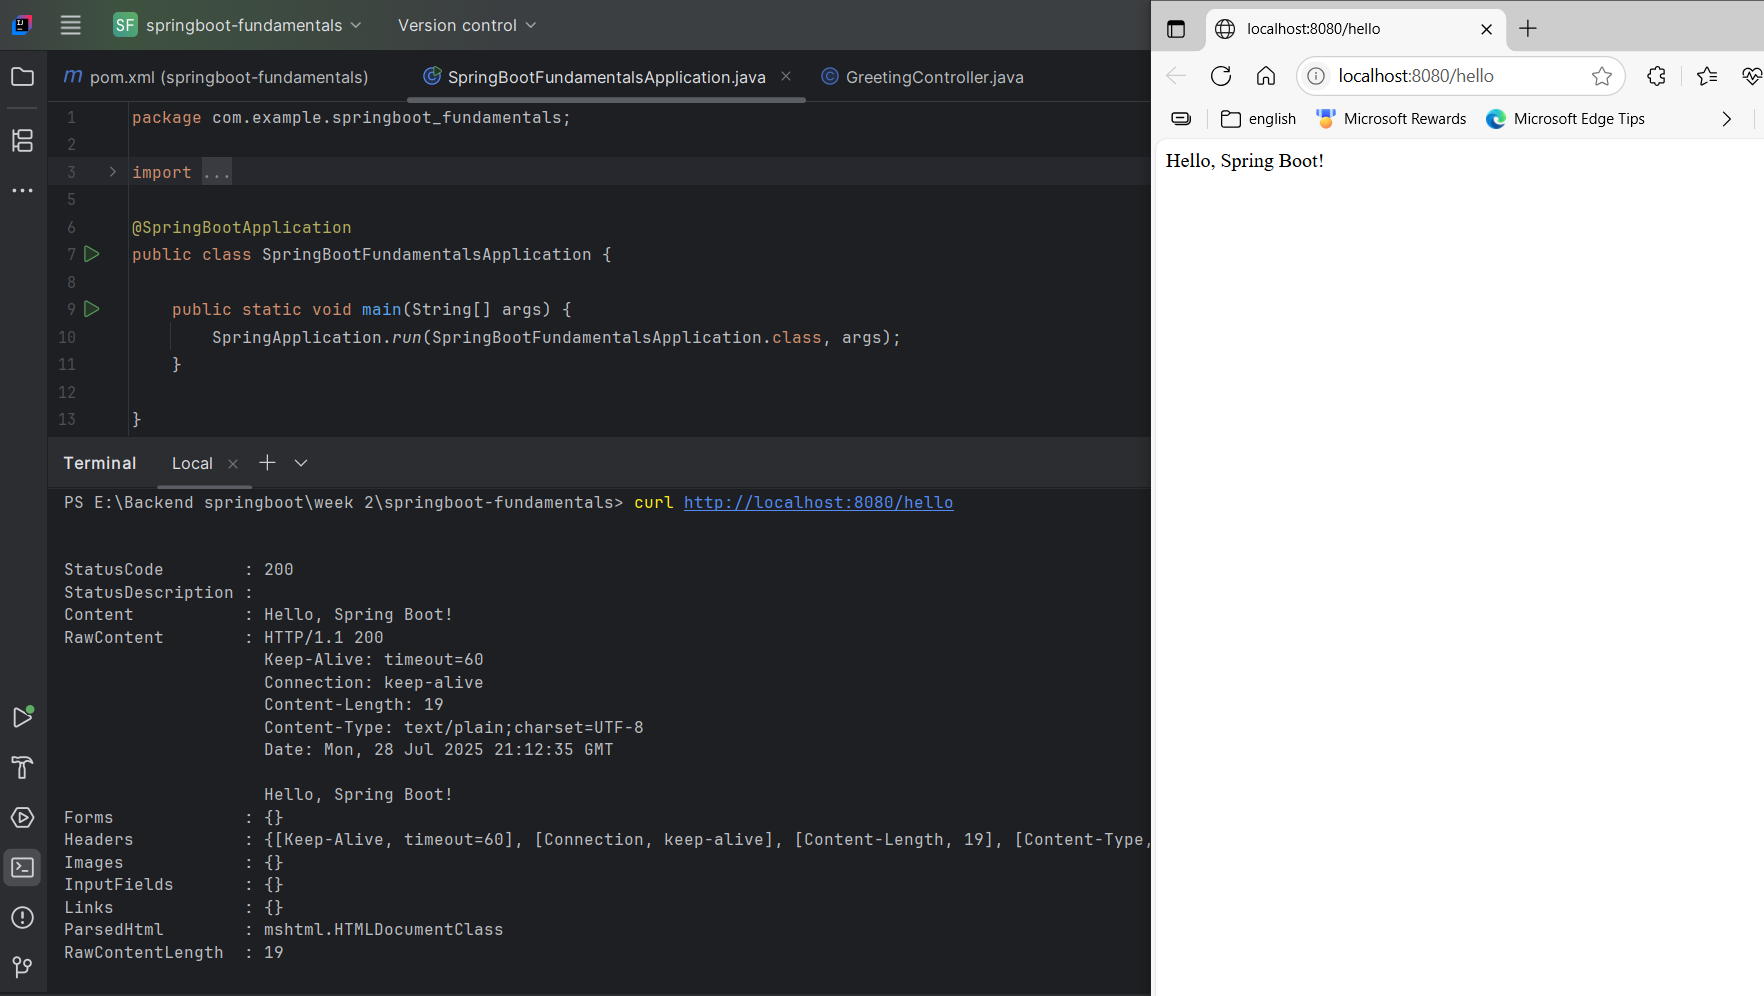 SF springboot-fundamentals Version control
m pom.xml (springboot-fundamentals) SpringBootFundamentalsApplication.java GreetingController.java
1 package com.example.springboot_fundamentals;
2
3 import ...
5
6 @SpringBootApplication
7 public class SpringBootFundamentalsApplication {
8
9 public static void main(String[] args) {
10 SpringApplication.run(SpringBootFundamentalsApplication.class, args);
11 }
12
13 }
Terminal Local
PS E:\Backend springboot\week 2\springboot-fundamentals> curl http://localhost:8080/hello
StatusCode : 200
StatusDescription :
Content : Hello, Spring Boot!
RawContent : HTTP/1.1 200
Keep-Alive: timeout=60
Connection: keep-alive
Content-Length: 19
Content-Type: text/plain;charset=UTF-8
Date: Mon, 28 Jul 2025 21:12:35 GMT
Hello, Spring Boot!
Forms : {}
Headers : {[Keep-Alive, timeout=60], [Connection, keep-alive], [Content-Length, 19], [Content-Type,
Images : {}
InputFields : {}
Links : {}
ParsedHtml : mshtml.HTMLDocumentClass
RawContentLength : 19
localhost:8080/hello
localhost:8080/hello
english Microsoft Rewards Microsoft Edge Tips
Hello, Spring Boot!